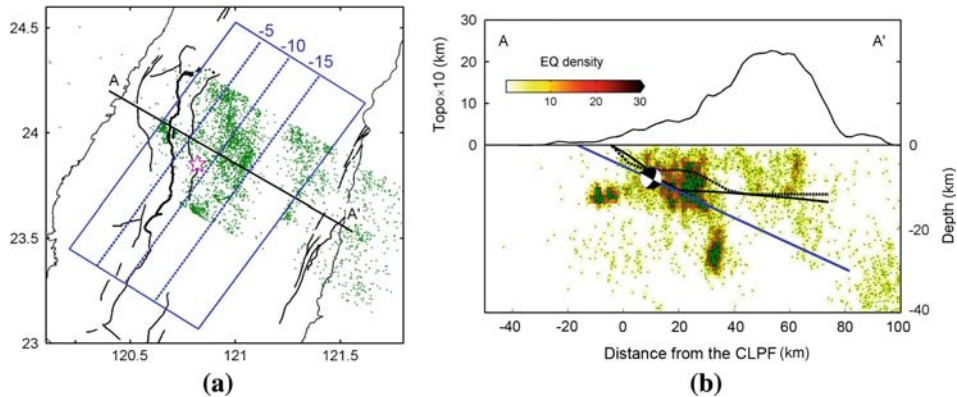 24.6
24
23.5
23
120.5
121
121.5
-5
-10
-15
A
A'
(a)
A
A'
EQ density
10
20
30
Topo×10 (km)
30
20
10
0
0
-20
-40
Depth (km)
-40
-20
0
20
40
60
80
100
Distance from the CLPF (km)
(b)